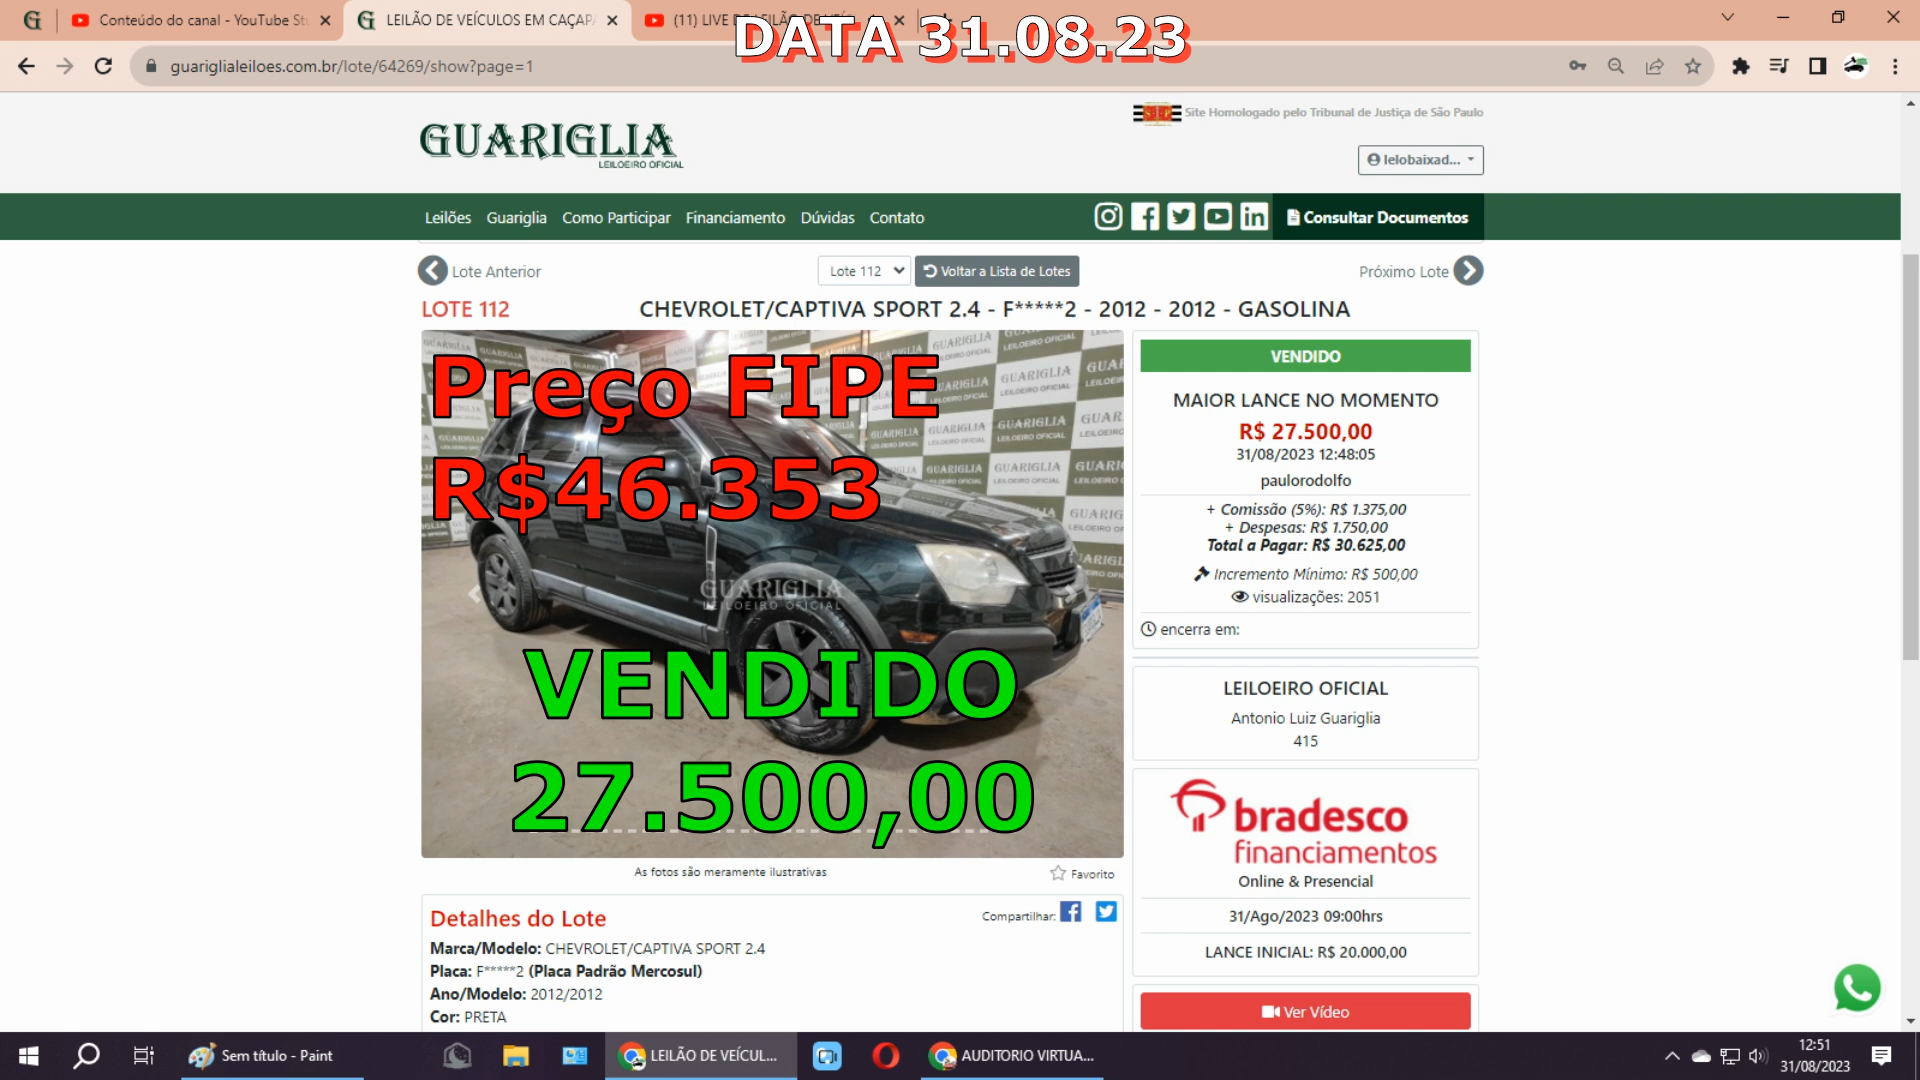 Conteúdo do canal - YouTube St
LEILÃO DE VEÍCULOS EM CAÇAPA
(11) LIVE
DATA 31.08.23
guariglialeiloes.com.br/lote/64269/show?page=1
GUARIGLIA
LEILOEIRO OFICIAL
Site Homologado pelo Tribunal de Justiça de São Paulo
lelobaixad...
Leilões Guariglia Como Participar Financiamento Dúvidas Contato
Consultar Documentos
Lote Anterior
Lote 112
Voltar a Lista de Lotes
Próximo Lote
LOTE 112
CHEVROLET/CAPTIVA SPORT 2.4 - F*****2 - 2012 - 2012 - GASOLINA
Preço FIPE
R$46.353
GUARIGLIA
LEILOEIRO OFICIAL
VENDIDO
27.500,00
VENDIDO
MAIOR LANCE NO MOMENTO
R$ 27.500,00
31/08/2023 12:48:05
paulorodolfo
+ Comissão (5%): R$ 1.375,00
+ Despesas: R$ 1.750,00
Total a Pagar: R$ 30.625,00
Incremento Mínimo: R$ 500,00
visualizações: 2051
encerra em:
LEILOEIRO OFICIAL
Antonio Luiz Guariglia
415
bradesco
financiamentos
Online & Presencial
31/Ago/2023 09:00hrs
LANCE INICIAL: R$ 20.000,00
Ver Vídeo
As fotos são meramente ilustrativas
Favorito
Detalhes do Lote
Compartilhar:
Marca/Modelo: CHEVROLET/CAPTIVA SPORT 2.4
Placa: F*****2 (Placa Padrão Mercosul)
Ano/Modelo: 2012/2012
Cor: PRETA
Sem título - Paint
LEILÃO DE VEÍCUL...
AUDITORIO VIRTUA...
12:51
31/08/2023